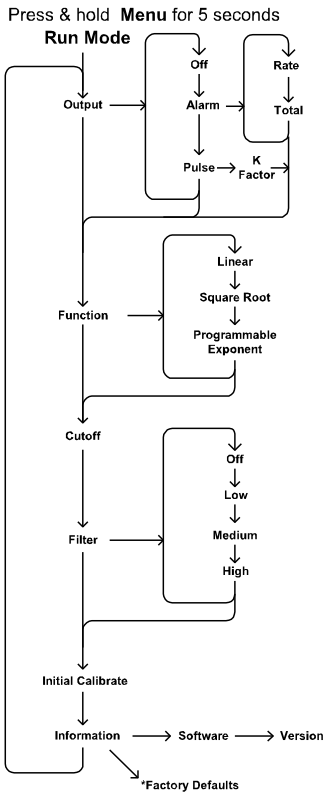 Press & hold Menu for 5 seconds
Run Mode
Off
Rate
Output
Alarm
Total
Pulse
K
Factor
Linear
Square Root
Function
Programmable
Exponent
Cutoff
Off
Low
Filter
Medium
High
Initial Calibrate
Information
Software
Version
*Factory Defaults